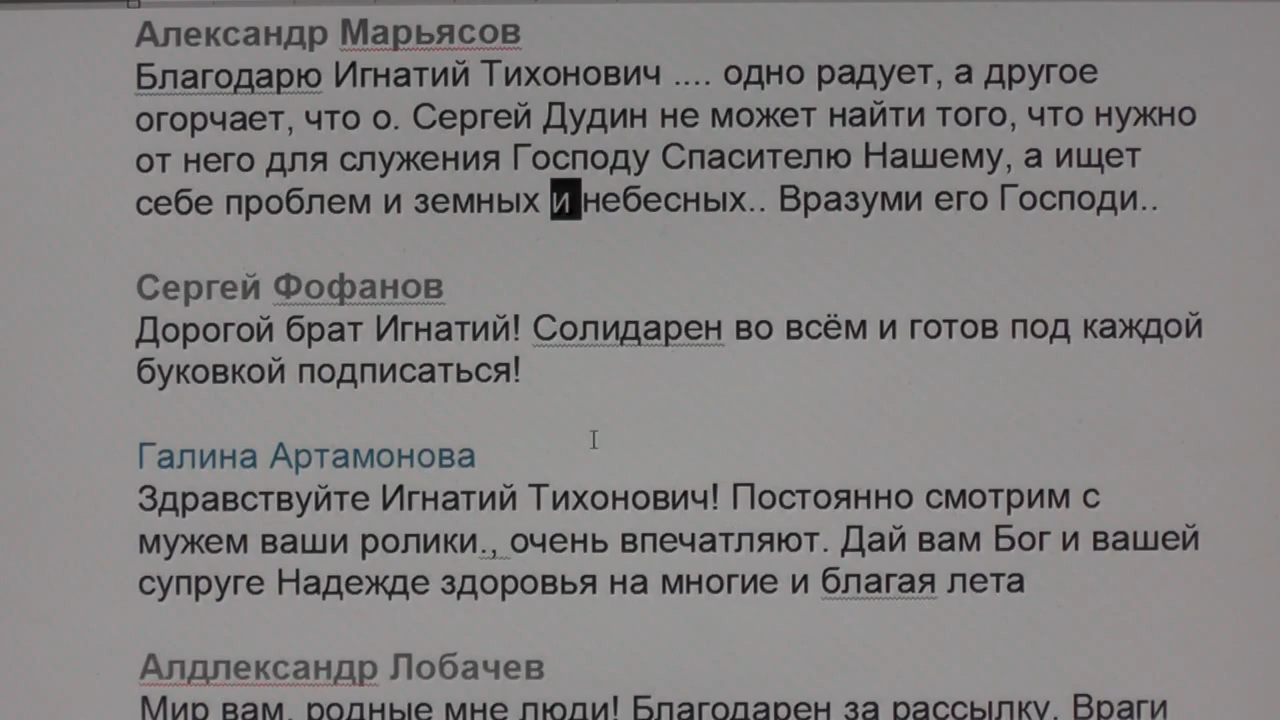 Александр Марьясов
Благодарю Игнатий Тихонович .... одно радует, а другое
огорчает, что о. Сергей Дудин не может найти того, что нужно
от него для служения Господу Спасителю Нашему, а ищет
себе проблем и земных и небесных.. Вразуми его Господи..
Сергей Фофанов
Дорогой брат Игнатий! Солидарен во всём и готов под каждой
буковкой подписаться!
Галина Артамонова
Здравствуйте Игнатий Тихонович! Постоянно смотрим с
мужем ваши ролики., очень впечатляют. Дай вам Бог и вашей
супруге Надежде здоровья на многие и благая лета
Алдлександр Лобачев
Мир вам, родные мне люди! Благодарен за рассылку. Враги